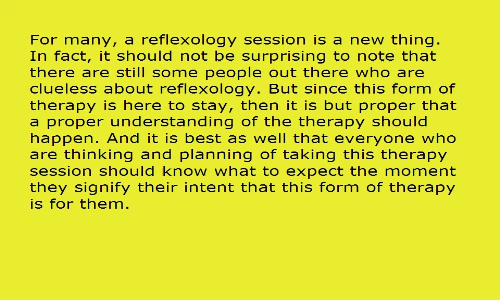 For many, a reflexology session is a new thing.
In fact, it should not be surprising to note that
there are still some people out there who are
clueless about reflexology. But since this form of
therapy is here to stay, then it is but proper that
a proper understanding of the therapy should
happen. And it is best as well that everyone who
are thinking and planning of taking this therapy
session should know what to expect the moment
they signify their intent that this form of therapy
is for them.